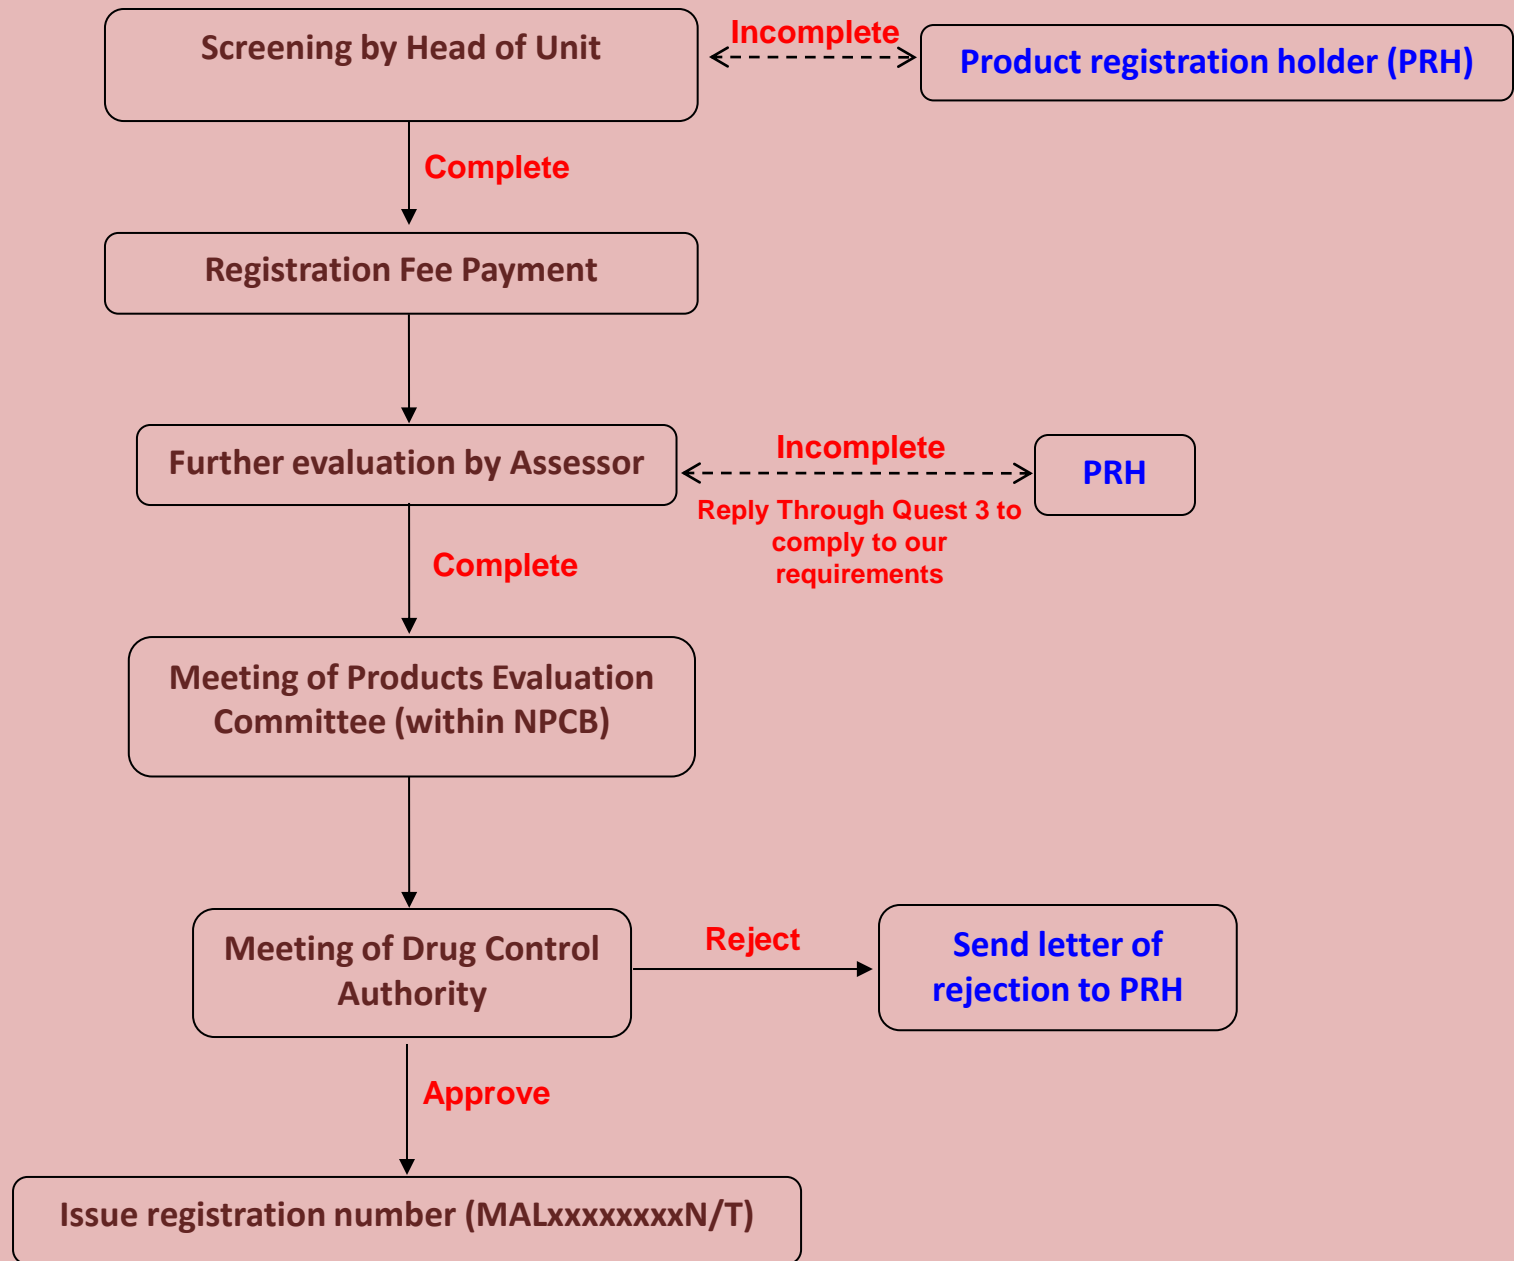 Screening by Head of Unit
Incomplete
Product registration holder (PRH)
Complete
Registration Fee Payment
Further evaluation by Assessor
Incomplete
PRH
Reply Through Quest 3 to
comply to our
requirements
Complete
Meeting of Products Evaluation
Committee (within NPCB)
Meeting of Drug Control
Authority
Reject
Send letter of
rejection to PRH
Approve
Issue registration number (MALxxxxxxxxN/T)